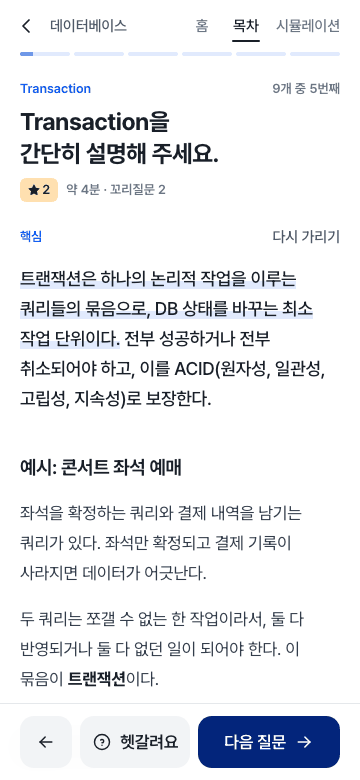 데이터베이스
홈
목차
시뮬레이션
Transaction
9개 중 5번째
Transaction을
간단히 설명해 주세요.
★ 2
약 4분 · 꼬리질문 2
핵심
다시 가리기
트랜잭션은 하나의 논리적 작업을 이루는
쿼리들의 묶음으로, DB 상태를 바꾸는 최소
작업 단위이다. 전부 성공하거나 전부
취소되어야 하고, 이를 ACID(원자성, 일관성,
고립성, 지속성)로 보장한다.
예시: 콘서트 좌석 예매
좌석을 확정하는 쿼리와 결제 내역을 남기는
쿼리가 있다. 좌석만 확정되고 결제 기록이
사라지면 데이터가 어긋난다.
두 쿼리는 쪼갤 수 없는 한 작업이라서, 둘 다
반영되거나 둘 다 없던 일이 되어야 한다. 이
묶음이 트랜잭션이다.
헷갈려요
다음 질문